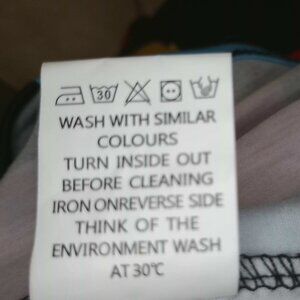 30
WASH WITH SIMILAR
COLOURS
TURN INSIDE OUT
BEFORE CLEANING
IRON ONREVERSE SIDE
THINK OF THE
ENVIRONMENT WASH
AT 30℃